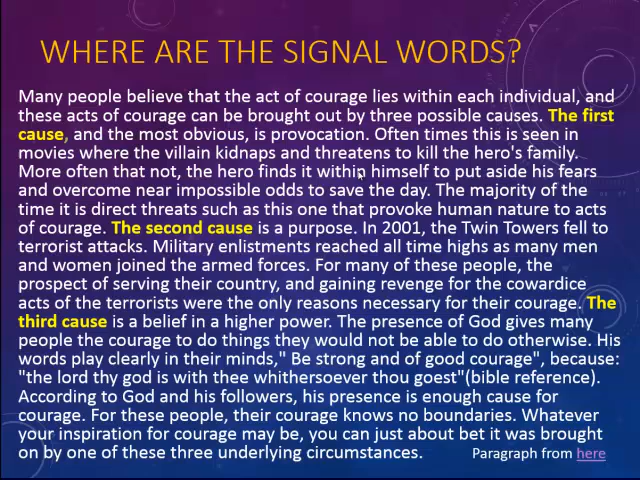 WHERE ARE THE SIGNAL WORDS?
Many people believe that the act of courage lies within each individual, and
these acts of courage can be brought out by three possible causes. The first
cause, and the most obvious, is provocation. Often times this is seen in
movies where the villain kidnaps and threatens to kill the hero's family.
More often that not, the hero finds it within himself to put aside his fears
and overcome near impossible odds to save the day. The majority of the
time it is direct threats such as this one that provoke human nature to acts
of courage. The second cause is a purpose. In 2001, the Twin Towers fell to
terrorist attacks. Military enlistments reached all time highs as many men
and women joined the armed forces. For many of these people, the
prospect of serving their country, and gaining revenge for the cowardice
acts of the terrorists were the only reasons necessary for their courage. The
third cause is a belief in a higher power. The presence of God gives many
people the courage to do things they would not be able to do otherwise. His
words play clearly in their minds," Be strong and of good courage", because:
"the lord thy god is with thee whithersoever thou goest"(bible reference).
According to God and his followers, his presence is enough cause for
courage. For these people, their courage knows no boundaries. Whatever
your inspiration for courage may be, you can just about bet it was brought
on by one of these three underlying circumstances. Paragraph from here